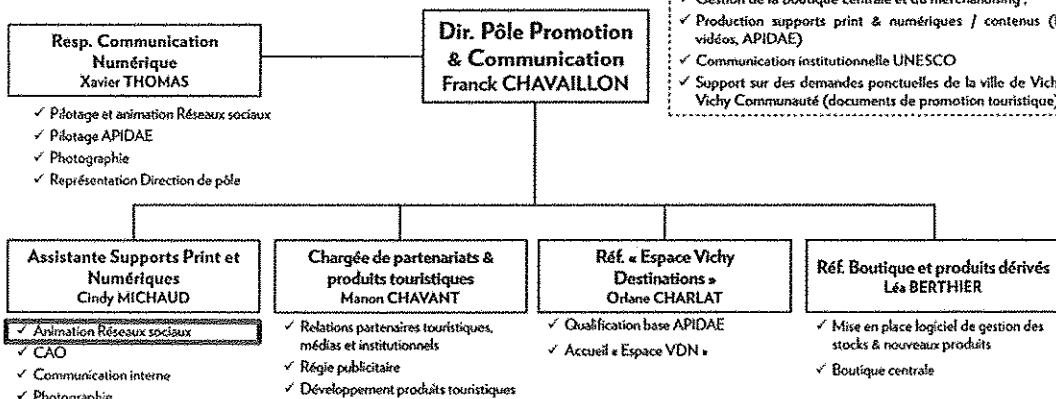 Resp. Communication
Numérique
Xavier THOMAS
✓ Pilotage et animation Réseaux sociaux
✓ Pilotage APIDAE
✓ Photographie
✓ Représentation Direction de pôle
Dir. Pôle Promotion
& Communication
Franck CHAVAILLON
✓ Gestion de la Boutique centrale et du merchandising ;
✓ Production supports print & numériques / contenus
vidéos, APIDAE)
✓ Communication institutionnelle UNESCO
✓ Support sur des demandes ponctuelles de la ville de
Vichy Communauté (documents de promotion touristique)
Assistante Supports Print et
Numériques
Cindy MICHAUD
✓ Animation Réseaux sociaux
✓ CAO
✓ Communication interne
✓ Photographie
Chargée de partenariats &
produits touristiques
Manon CHAVANT
✓ Relations partenaires touristiques,
médias et institutionnels
✓ Régie publicitaire
✓ Développement produits touristiques
Réf. « Espace Vichy
Destinations »
Orlane CHARLAT
✓ Qualification base APIDAE
✓ Accueil « Espace VDN »
Réf. Boutique et produits dérivés
Léa BERTHIER
✓ Mise en place logiciel de gestion des
stocks & nouveaux produits
✓ Boutique centrale